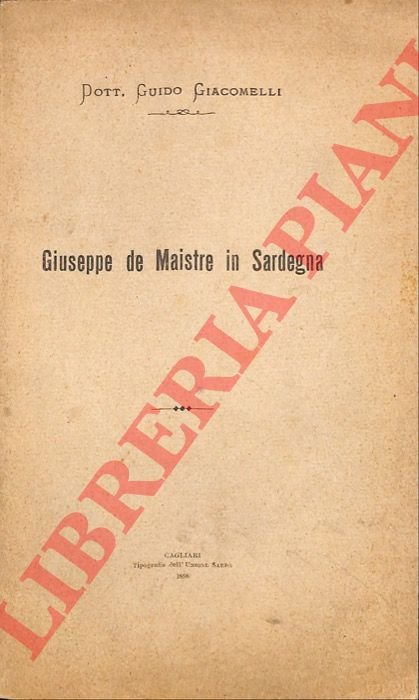 Dott. Guido Giacomelli
Giuseppe de Maistre in Sardegna
CAGLIARI
Tipografia dell'Unione Sarda
LIBRERIA PIANI